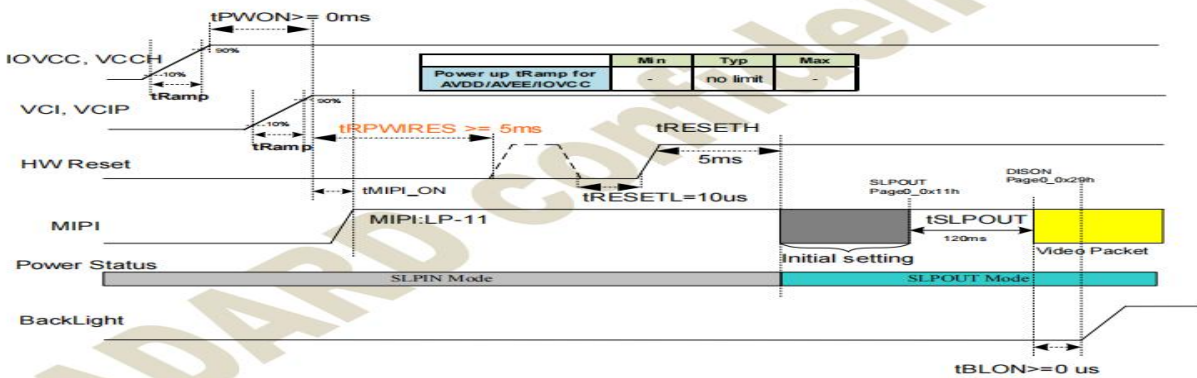 tPWON>= 0ms
IOVCC, VCCH
90%
10%
tRamp
Min Typ Max
Power up tRamp for AVDD/AVEE/IOVCC - no limit -
VCI, VCIP
90%
10%
tRamp
tRPWIRES >= 5ms
tRESETH
5ms
HW Reset
tMIPI_ON
tRESETL=10us
SLPOUT
Page0_0x11h
DISON
Page0_0x29h
MIPI
MIPI:LP-11
tSLPOUT
120ms
Initial setting
Video Packet
Power Status
SLPIN Mode
SLPOUT Mode
BackLight
tBLON>=0 us
DARD Confiden